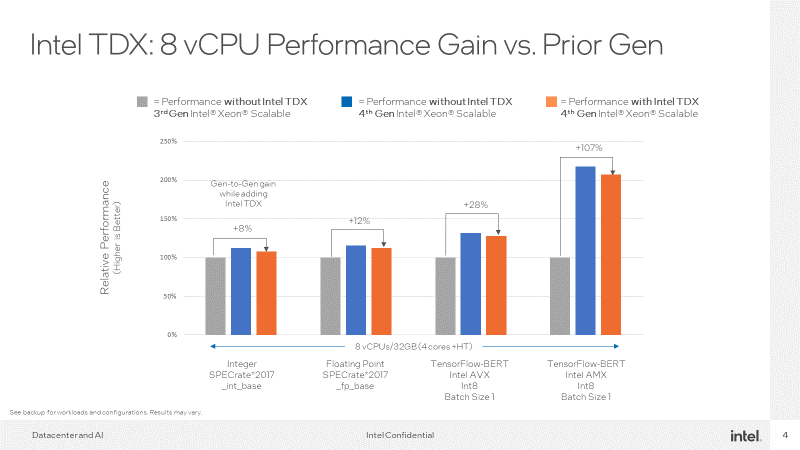 Intel TDX: 8 vCPU Performance Gain vs. Prior Gen
= Performance without Intel TDX
3rd Gen Intel® Xeon® Scalable
= Performance without Intel TDX
4th Gen Intel® Xeon® Scalable
= Performance with Intel TDX
4th Gen Intel® Xeon® Scalable
Relative Performance
(Higher is Better)
250%
200%
150%
100%
50%
0%
Gen-to-Gen gain
while adding
Intel TDX
+8%
+12%
+28%
+107%
8 vCPUs/32GB (4 cores +HT)
Integer
SPECrate*2017
_int_base
Floating Point
SPECrate*2017
_fp_base
TensorFlow-BERT
Intel AVX
Int8
Batch Size 1
TensorFlow-BERT
Intel AMX
Int8
Batch Size 1
See backup for workloads and configurations. Results may vary.
Datacenter and AI
Intel Confidential
intel.
4